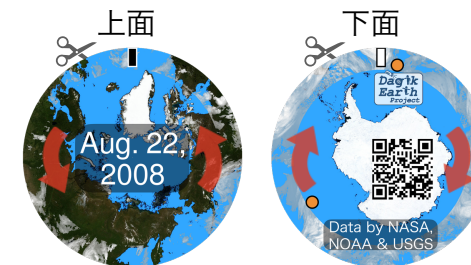 上面
下面
Aug. 22,
2008
Dagik
Earth
Project
Data by NASA,
NOAA & USGS